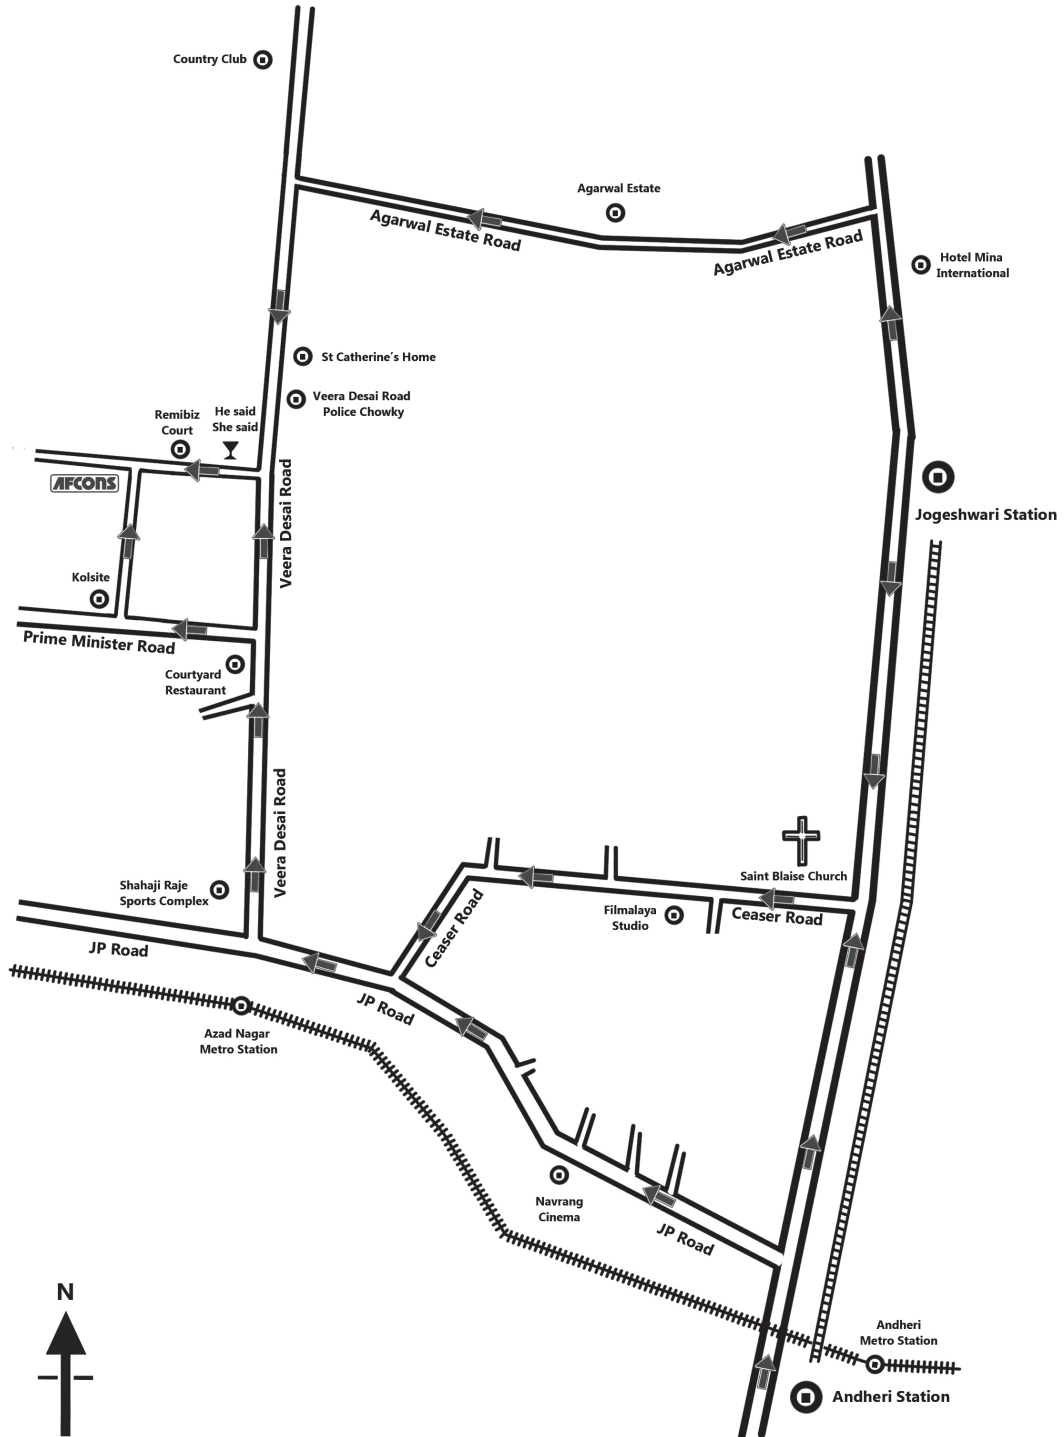 Country Club
Agarwal Estate
Agarwal Estate Road
Agarwal Estate Road
Hotel Mina
International
St Catherine's Home
Veera Desai Road
Police Chowky
Remibiz
Court
He said
She said
AFCONS
Veera Desai Road
Jogeshwari Station
Kolsite
Prime Minister Road
Courtyard
Restaurant
Veera Desai Road
Saint Blaise Church
Shahaji Raje
Sports Complex
Filmalaya
Studio
Ceaser Road
Ceaser Road
JP Road
JP Road
Azad Nagar
Metro Station
Navrang
Cinema
JP Road
N
Andheri
Metro Station
Andheri Station